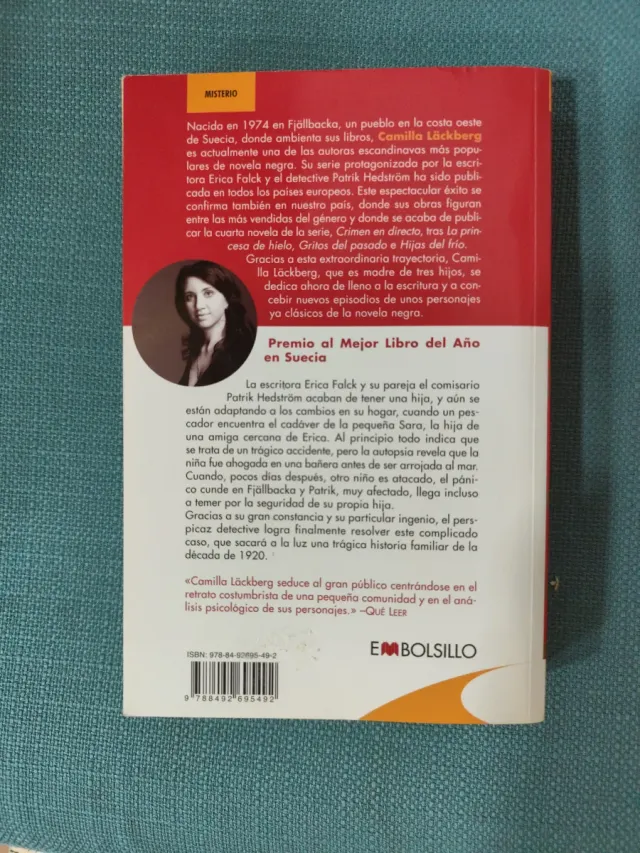 MISTERIO
Nacida en 1974 en Fjällbacka, un pueblo en la costa oeste
de Suecia, donde ambienta sus libros, Camilla Läckberg
es actualmente una de las autoras escandinavas más popu-
lares de novela negra. Su serie protagonizada por la escri-
tora Erica Falck y el detective Patrik Hedström ha sido publi-
cada en todos los países europeos. Este espectacular éxito se
confirma también en nuestro país, donde sus obras figuran
entre las más vendidas del género y donde se acaba de publi-
car la cuarta novela de la serie, Crimen en directo, tras La prin-
cesa de hielo, Gritos del pasado e Hijas del frío.
Gracias a esta extraordinaria trayectoria, Cami-
lla Läckberg, que es madre de tres hijos, se
dedica ahora de lleno a la escritura y a con-
cebir nuevos episodios de unos personajes
ya clásicos de la novela negra.
Premio al Mejor Libro del Año
en Suecia
La escritora Erica Falck y su pareja el comisario
Patrik Hedström acaban de tener una hija, y aún se
están adaptando a los cambios en su hogar, cuando un pes-
cador encuentra el cadáver de la pequeña Sara, la hija de
una amiga cercana de Erica. Al principio todo indica que
se trata de un trágico accidente, pero la autopsia revela que la
niña fue ahogada en una bañera antes de ser arrojada al mar.
Cuando, pocos días después, otro niño es atacado, el páni-
co cunde en Fjällbacka y Patrik, muy afectado, llega incluso
a temer por la seguridad de su propia hija.
Gracias a su gran constancia y su particular ingenio, el pers-
picaz detective logra finalmente resolver este complicado
caso, que sacará a la luz una trágica historia familiar de la
década de 1920.
«Camilla Läckberg seduce al gran público centrándose en el
retrato costumbrista de una pequeña comunidad y en el aná-
lisis psicológico de sus personajes.» –QUÉ LEER
EMBOLSILLO
ISBN: 978-84-92695-49-2
9 788492 695492